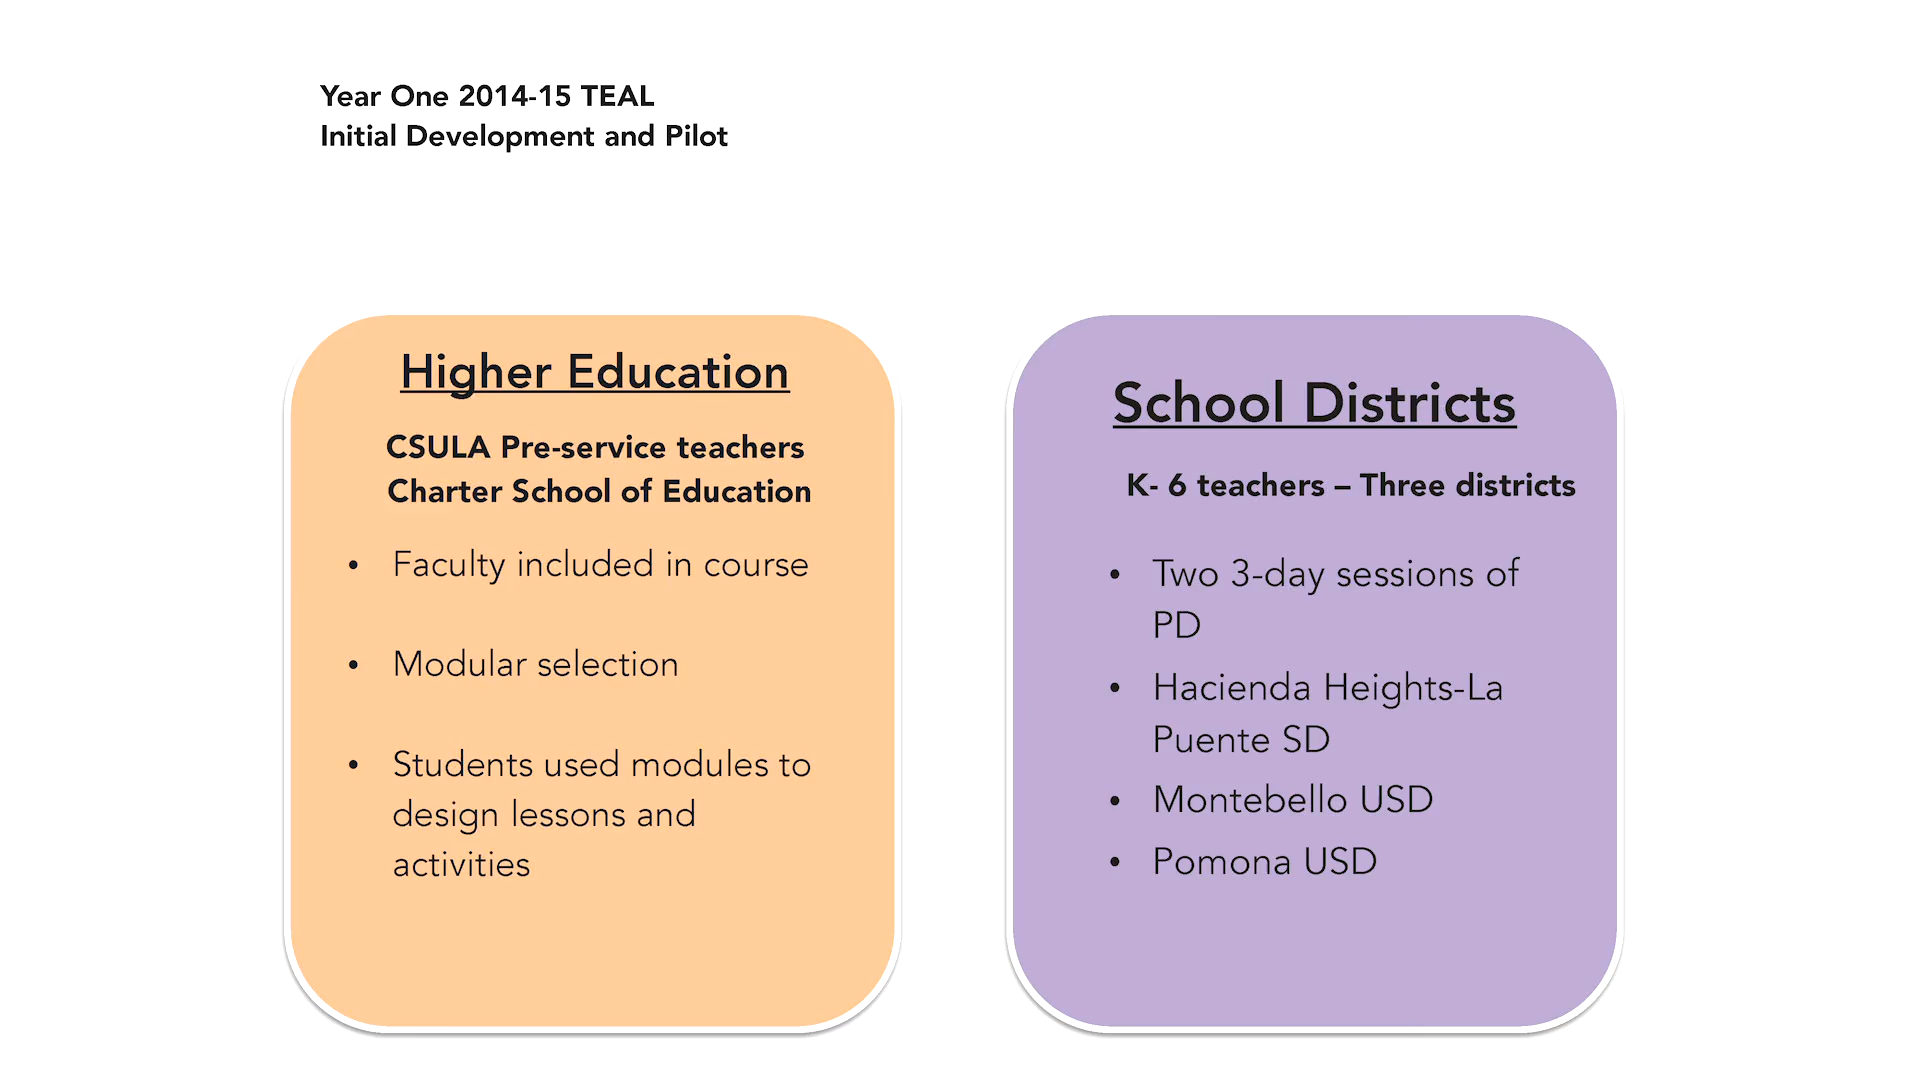 Year One 2014-15 TEAL
Initial Development and Pilot
Higher Education
CSULA Pre-service teachers
Charter School of Education
• Faculty included in course
• Modular selection
• Students used modules to
design lessons and
activities
School Districts
K- 6 teachers – Three districts
• Two 3-day sessions of
PD
• Hacienda Heights-La
Puente SD
• Montebello USD
• Pomona USD